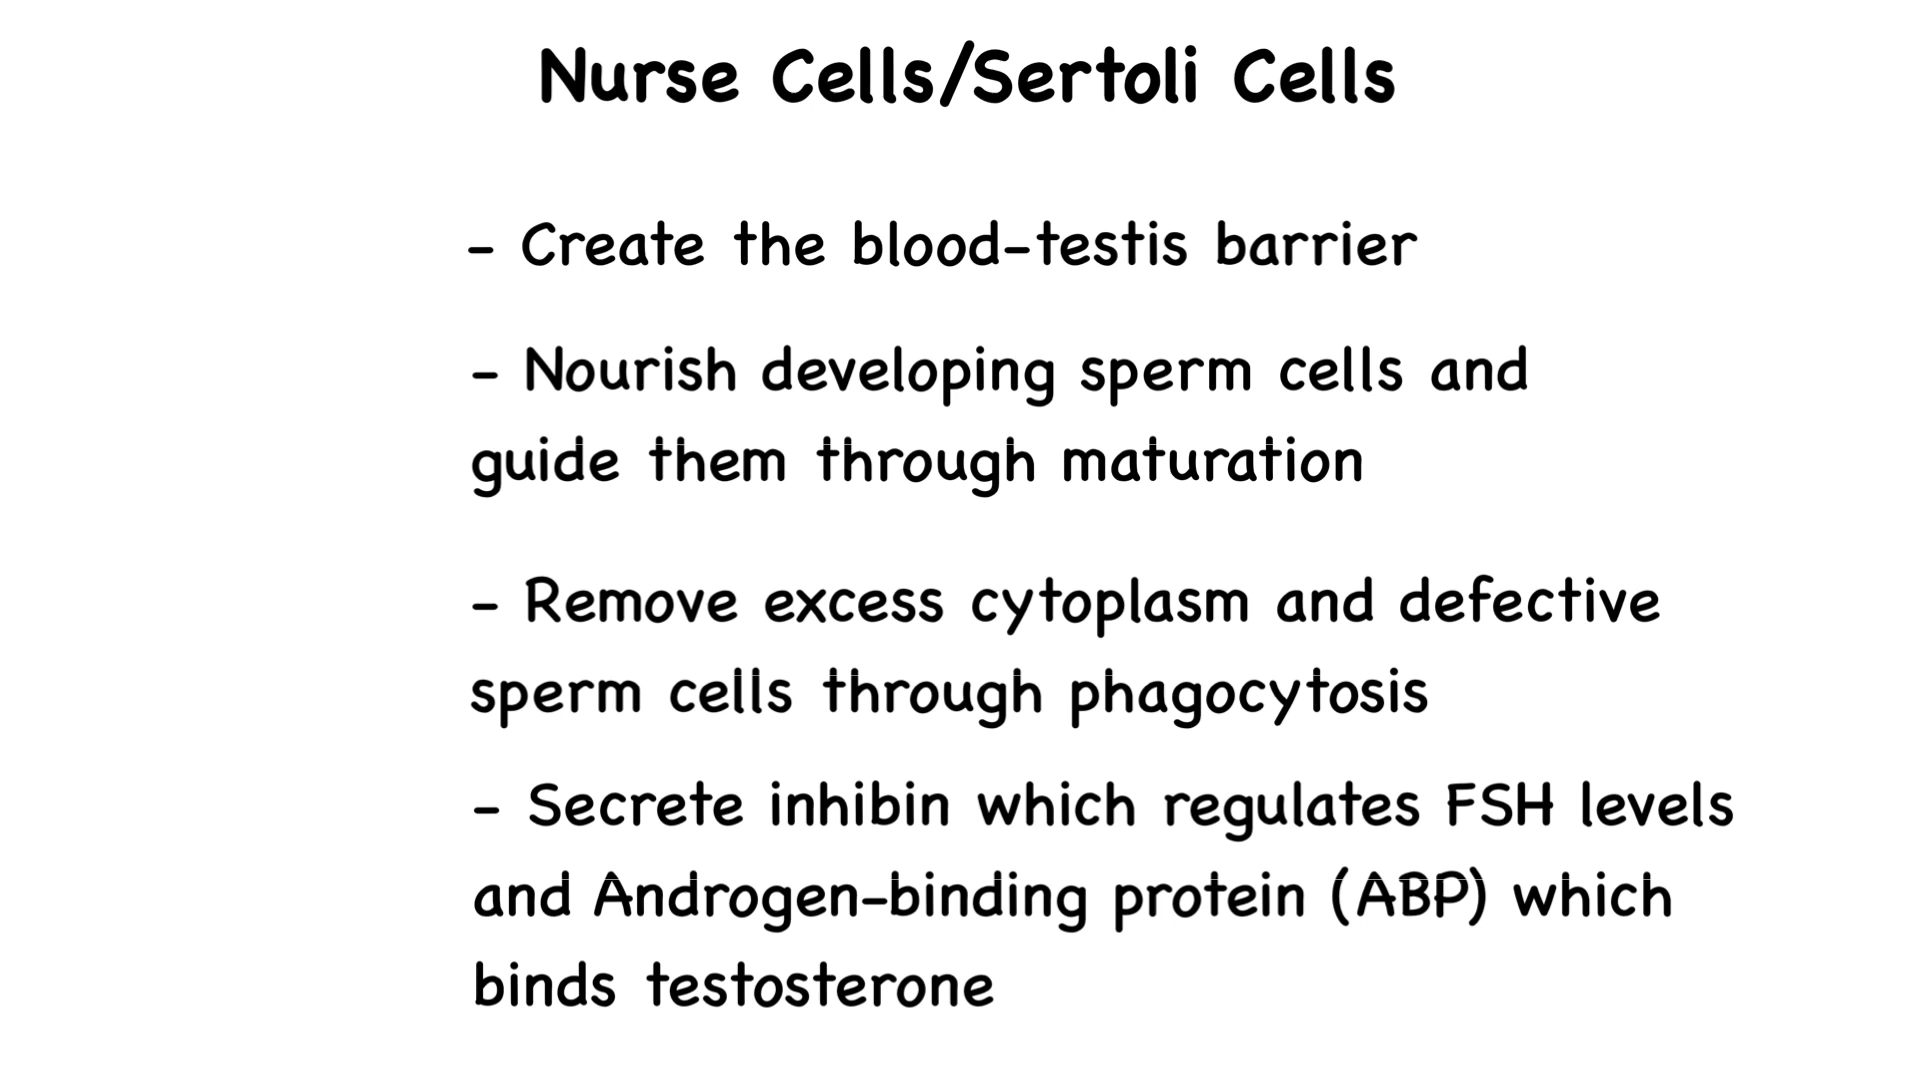 Nurse Cells/Sertoli Cells
- Create the blood-testis barrier
- Nourish developing sperm cells and
guide them through maturation
- Remove excess cytoplasm and defective
sperm cells through phagocytosis
- Secrete inhibin which regulates FSH levels
and Androgen-binding protein (ABP) which
binds testosterone